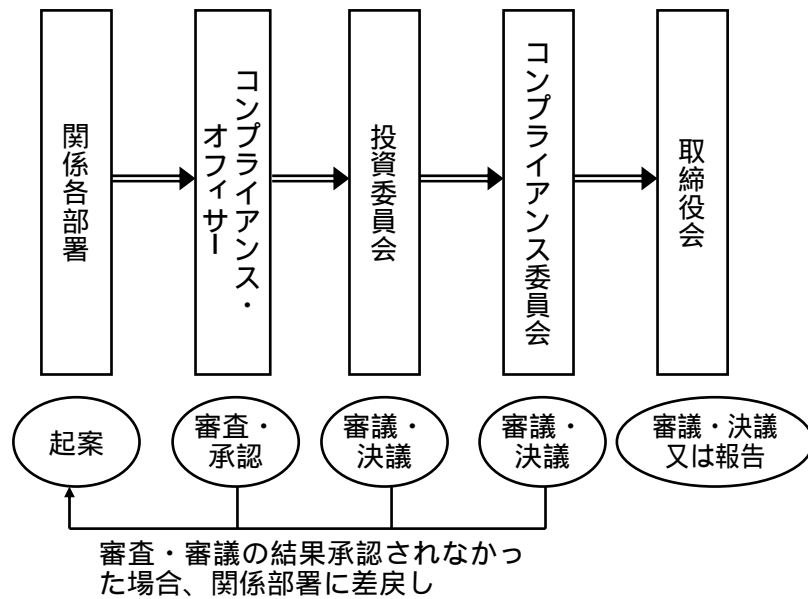 関係各部署
コンプライアンス・
オフィサー
投資委員会
コンプライアンス委員会
取締役会
起案
審査・
承認
審議・
決議
審議・
決議
審議・決議
又は報告
審査・審議の結果承認されなかっ
た場合、関係部署に差戻し